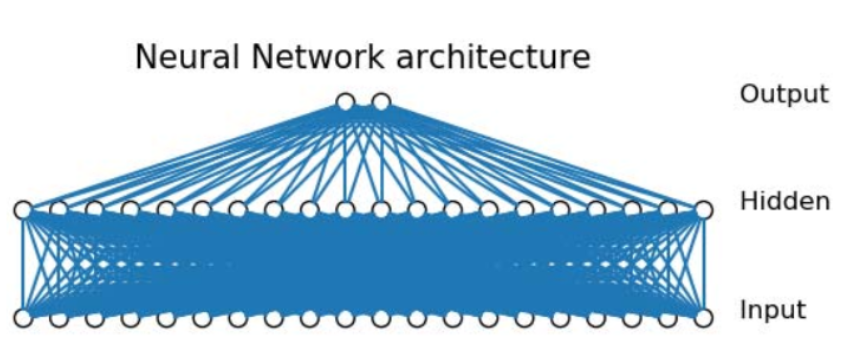 Neural Network architecture
Output
Hidden
Input